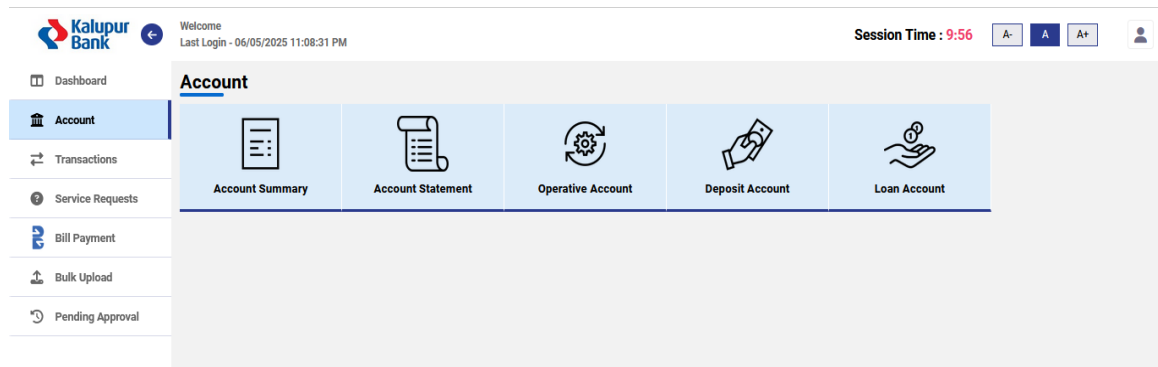 Kalupur
Bank
Welcome
Last Login - 06/05/2025 11:08:31 PM
Session Time : 9:56
A-
A
A+
Dashboard
Account
Transactions
Service Requests
Bill Payment
Bulk Upload
Pending Approval
Account
Account Summary
Account Statement
Operative Account
Deposit Account
Loan Account